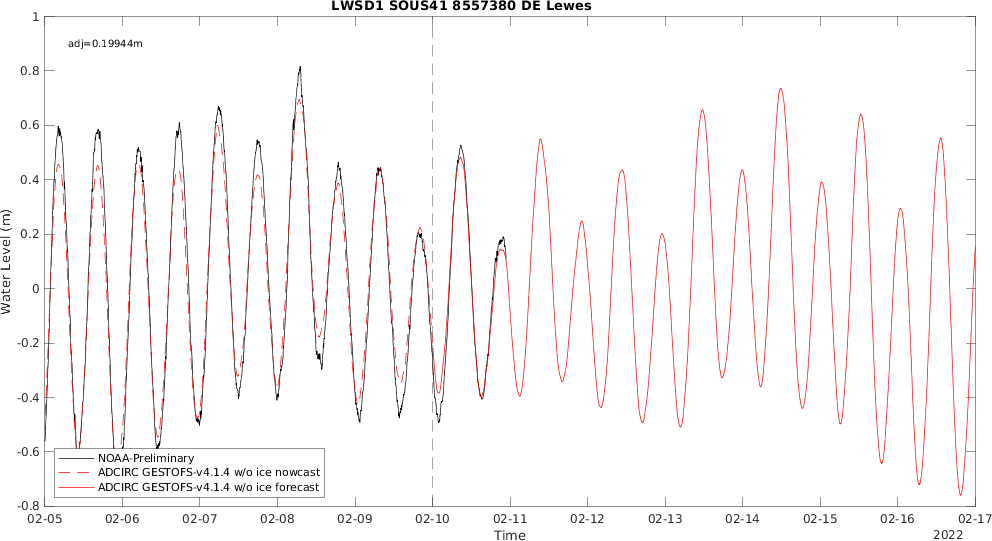 LWSD1 SOUS41 8557380 DE Lewes
adj=0.19944m
Water Level (m)
1
0.8
0.6
0.4
0.2
0
-0.2
-0.4
-0.6
-0.8
NOAA-Preliminary
ADCIRC GESTOFS-v4.1.4 w/o ice nowcast
ADCIRC GESTOFS-v4.1.4 w/o ice forecast
02-05 02-06 02-07 02-08 02-09 02-10 02-11 02-12 02-13 02-14 02-15 02-16 02-17
Time
2022